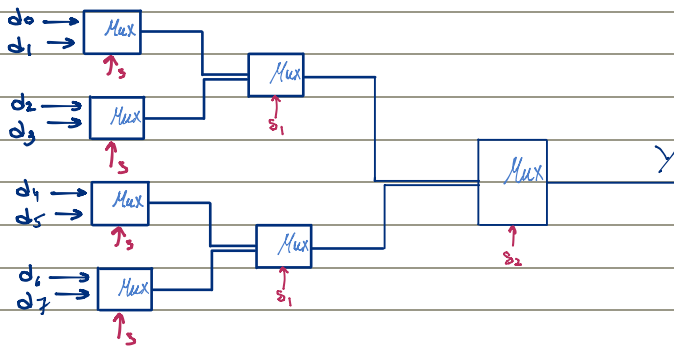 d0 Mux
d1
s
Mux
s1
d2 Mux
d3
s
Mux Y
s2
d4 Mux
d5
s
Mux
s1
d6 Mux
d7
s